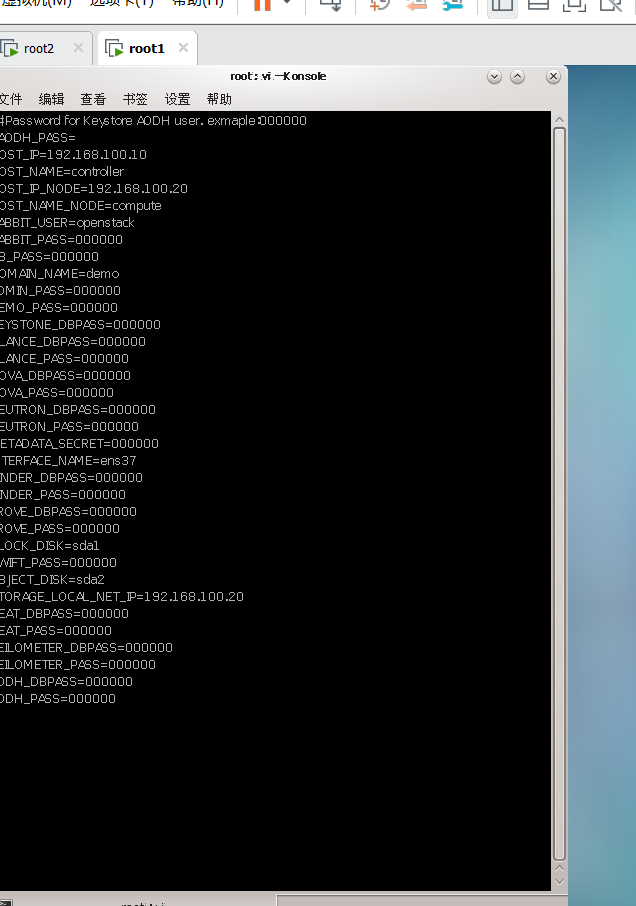 虚拟机(M) 选项卡(T) 帮助(H)
root2 root1
root : vi – Konsole
文件 编辑 查看 书签 设置 帮助
#Password for Keystore AODH user. exmaple:000000
AODH_PASS=
OST_IP=192.168.100.10
OST_NAME=controller
OST_IP_NODE=192.168.100.20
OST_NAME_NODE=compute
ABBIT_USER=openstack
ABBIT_PASS=000000
B_PASS=000000
OMAIN_NAME=demo
DMIN_PASS=000000
EMO_PASS=000000
EYSTONE_DBPASS=000000
LANCE_DBPASS=000000
LANCE_PASS=000000
OVA_DBPASS=000000
OVA_PASS=000000
EUTRON_DBPASS=000000
EUTRON_PASS=000000
ETADATA_SECRET=000000
NTERFACE_NAME=ens37
INDER_DBPASS=000000
INDER_PASS=000000
ROVE_DBPASS=000000
ROVE_PASS=000000
LOCK_DISK=sda1
WIFT_PASS=000000
BJECT_DISK=sda2
TORAGE_LOCAL_NET_IP=192.168.100.20
EAT_DBPASS=000000
EAT_PASS=000000
EILOMETER_DBPASS=000000
EILOMETER_PASS=000000
ODH_DBPASS=000000
ODH_PASS=000000